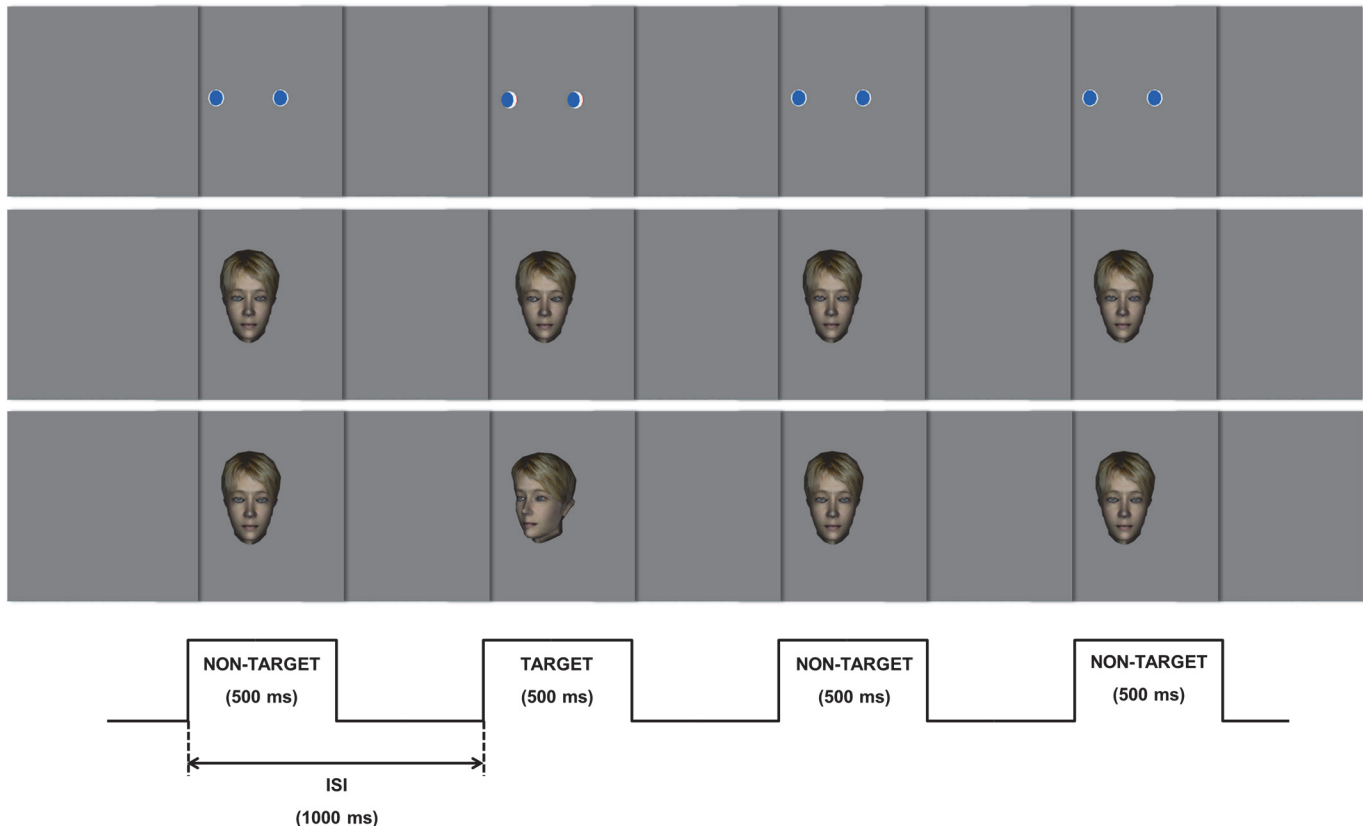 NON-TARGET
(500 ms)
TARGET
(500 ms)
NON-TARGET
(500 ms)
NON-TARGET
(500 ms)
ISI
(1000 ms)